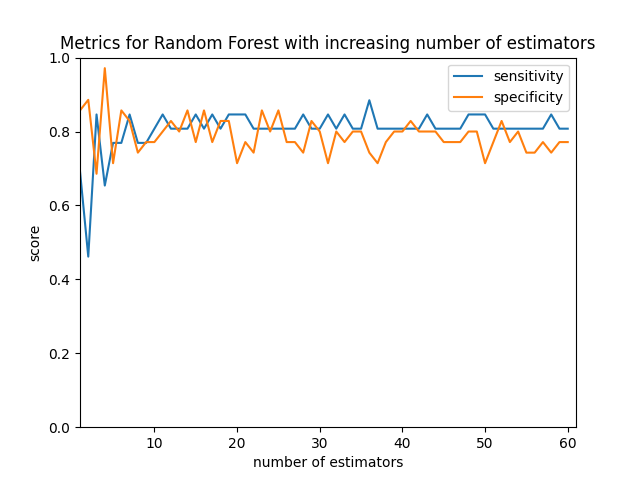 Metrics for Random Forest with increasing number of estimators
sensitivity
specificity
1.0
0.8
0.6
0.4
0.2
0.0
score
10 20 30 40 50 60
number of estimators